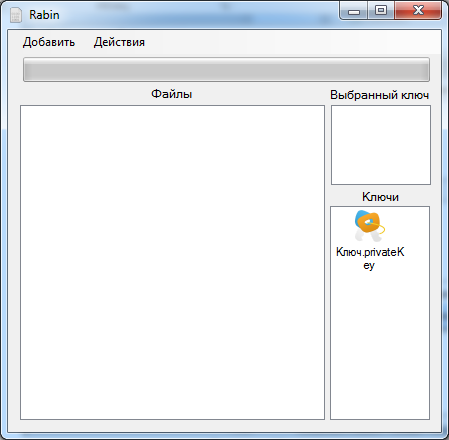 Rabin
Добавить Действия
Файлы
Выбранный ключ
Ключи
Ключ.privateK
ey